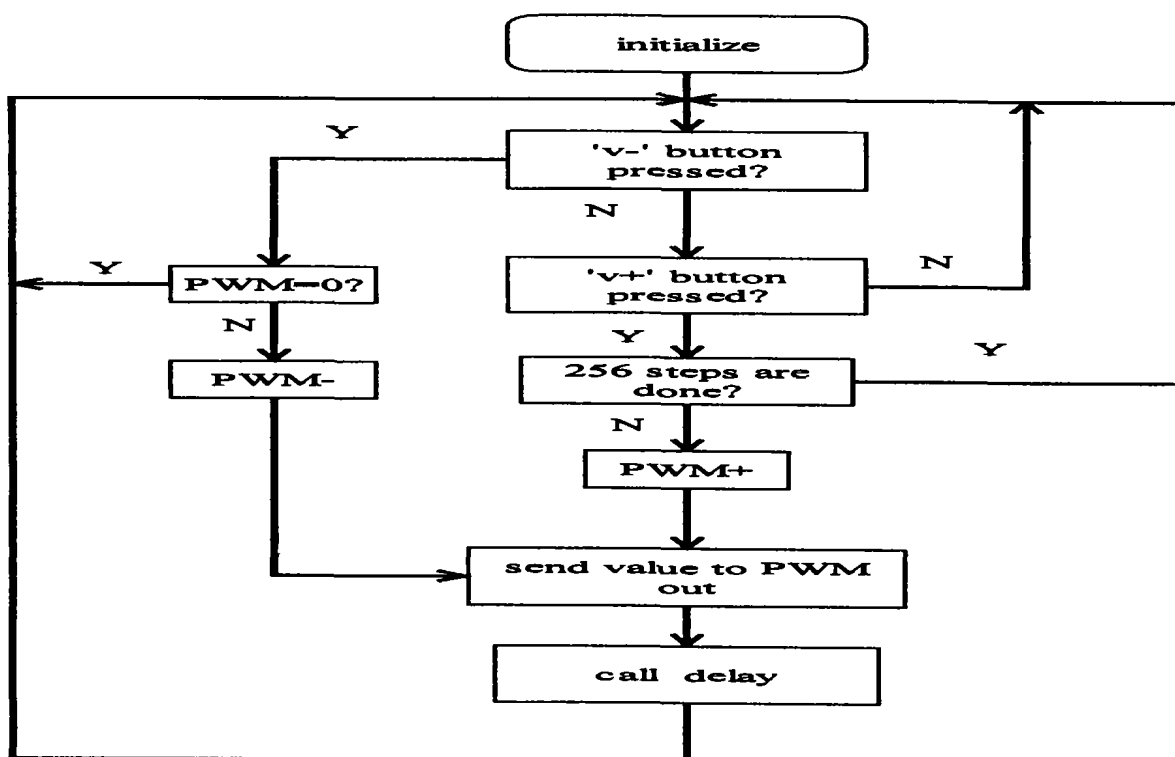 initialize
Y
'v-' button
pressed?
N
Y
PWM=0?
'v+' button
pressed?
N
N
Y
PWM-
256 steps are
done?
Y
N
PWM+
send value to PWM
out
call delay